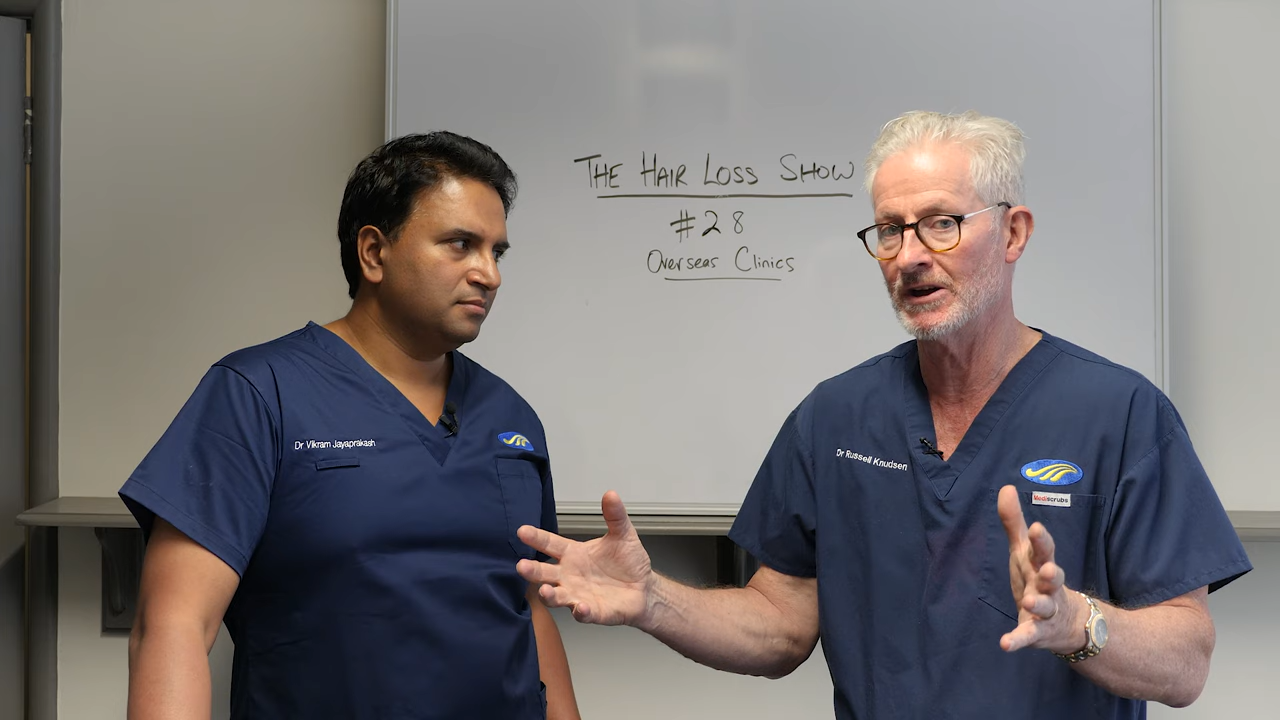 THE HAIR LOSS SHOW
#28
Overseas Clinics
Dr Vikram Jayaprakash
Dr Russell Knudsen
Mediscrubs